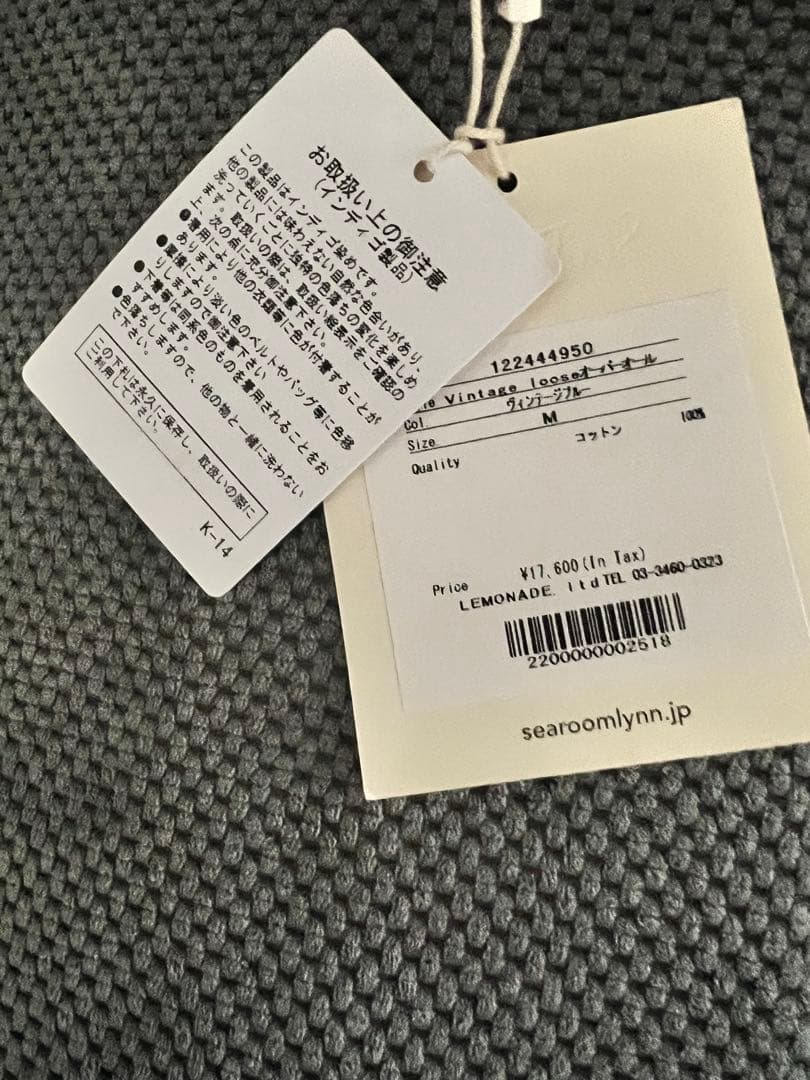 お取扱い上の御注意
(インディゴ製品)
この製品はインディゴ染めです。
他の製品には味わえない自然な色合いがあり、
洗っていくごとに独特の色落ちの変化を楽しめ
ます。取扱いの際は、取扱い絵表示をご確認の
上、次の点に充分御注意下さい。
●着用により他の衣類等に色が付着することが
あります。
●摩擦により淡い色のベルトやバッグ等に色移
りしますので御注意下さい
●下着等は同系色のものを着用されることをお
すすめします。
●色落ちしますので、他の物と一緒に洗わない
で下さい。
この下札は永久に保存し、取扱いの際に
ご利用して下さい。
K-14
122444950
Vintage looseオーバーオール
Col ヴィンテージブルー
Size M
Quality コットン 100%
Price ¥17,600(In Tax)
LEMONADE. ltd TEL 03-3460-0323
2200000002518
searoomlynn.jp